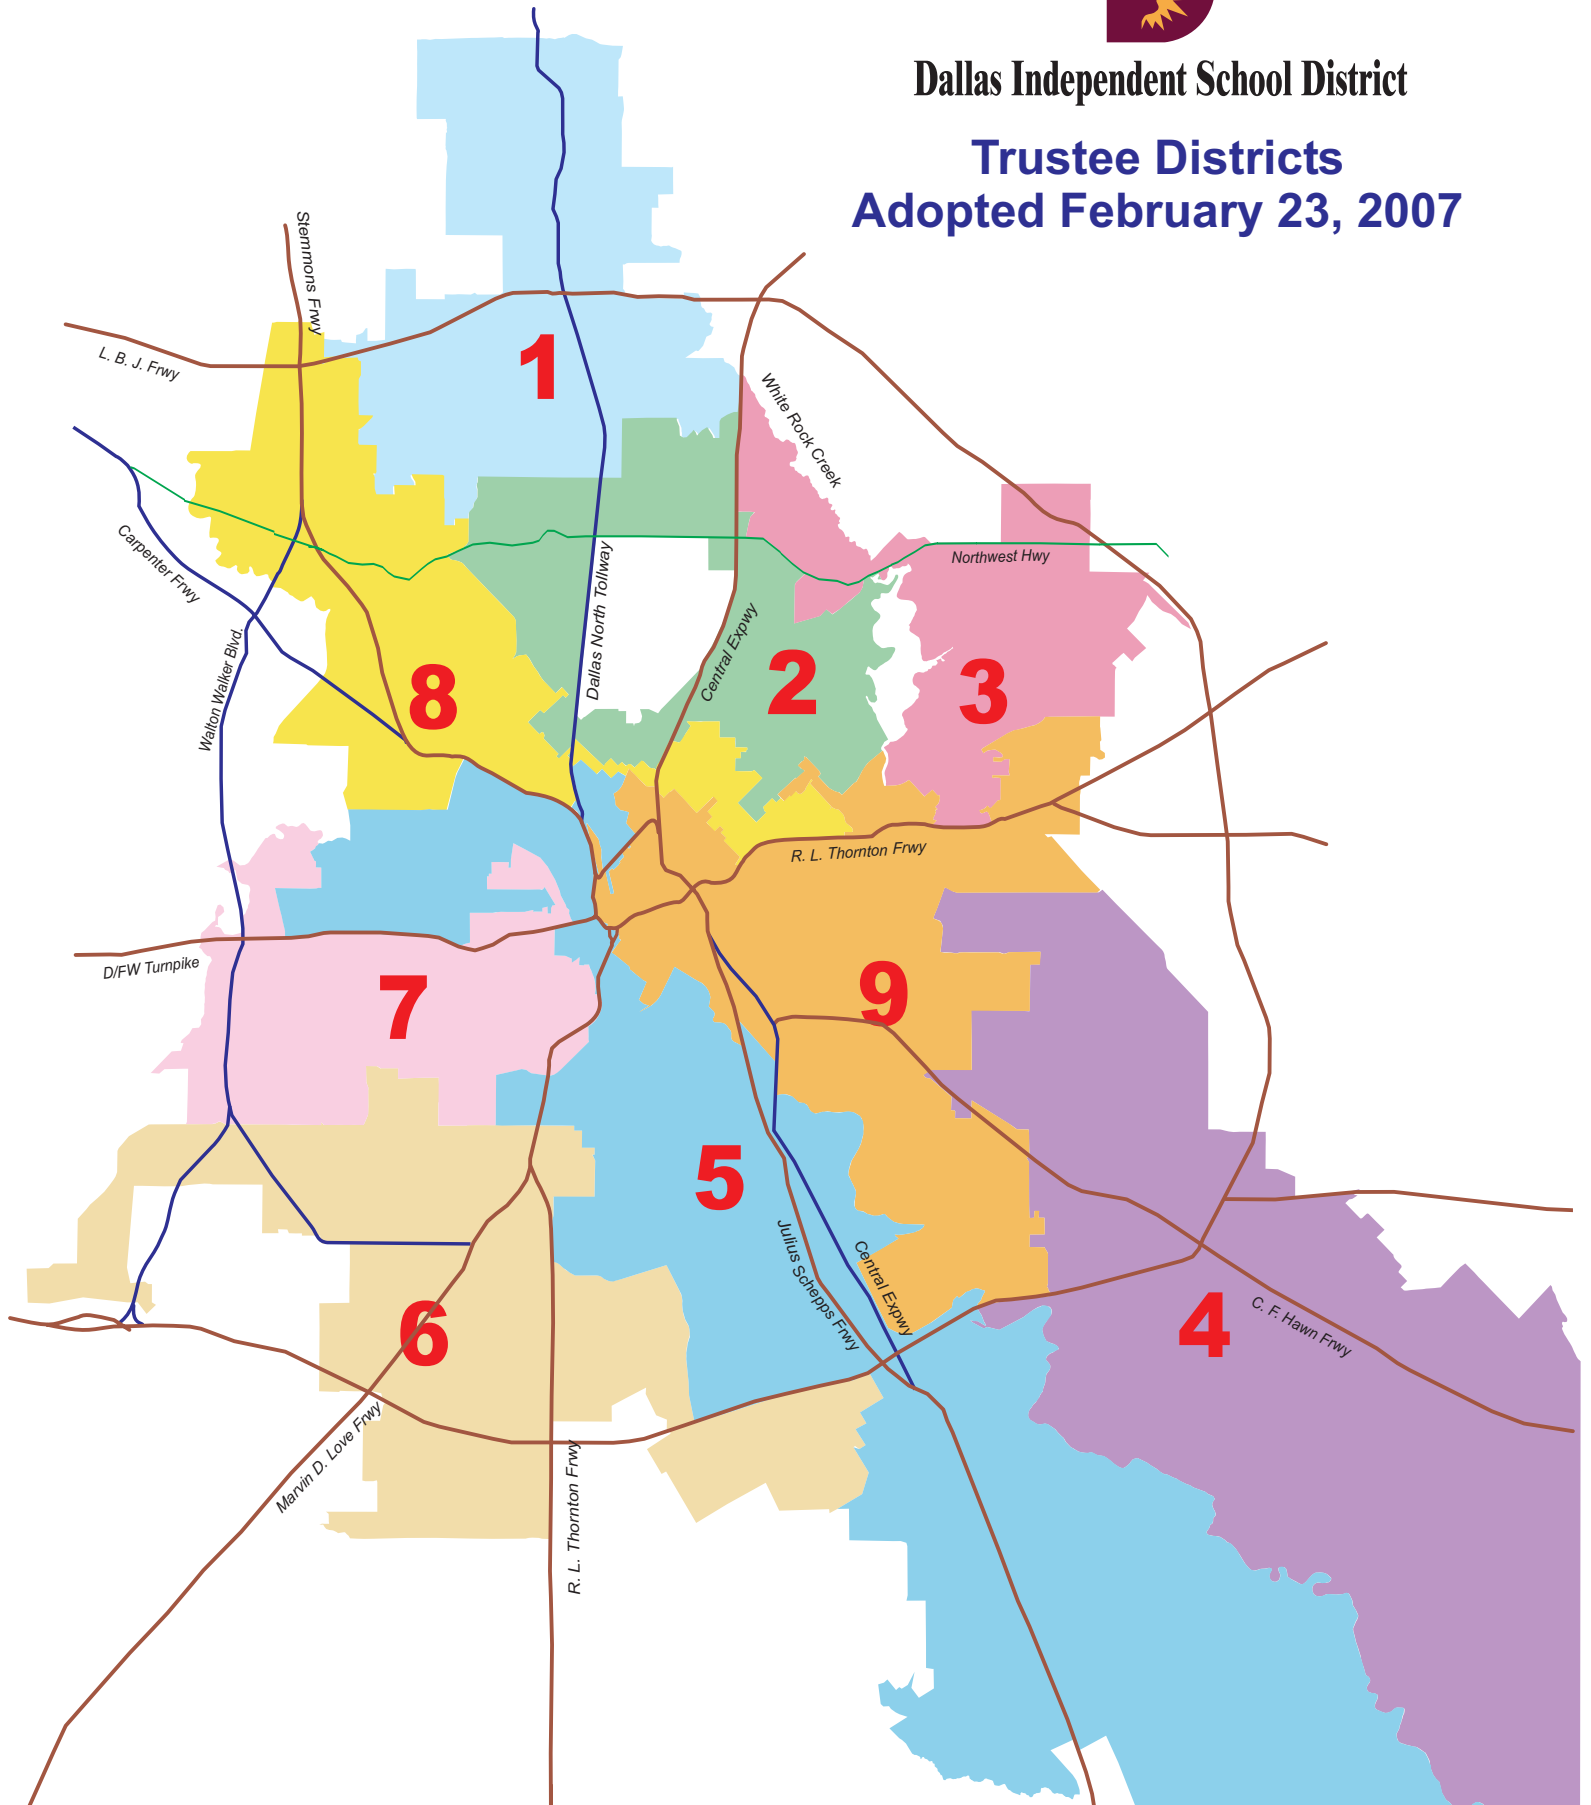 Dallas Independent School District
Trustee Districts
Adopted February 23, 2007
Stemmons Frwy
L. B. J. Frwy
1
White Rock Creek
Carpenter Frwy
Northwest Hwy
Dallas North Tollway
Central Expwy
Walton Walker Blvd.
8
2
3
R. L. Thornton Frwy
D/FW Turnpike
7
9
5
Julius Schepps Frwy
Central Expwy
6
4
C. F. Hawn Frwy
Marvin D. Love Frwy
R. L. Thornton Frwy